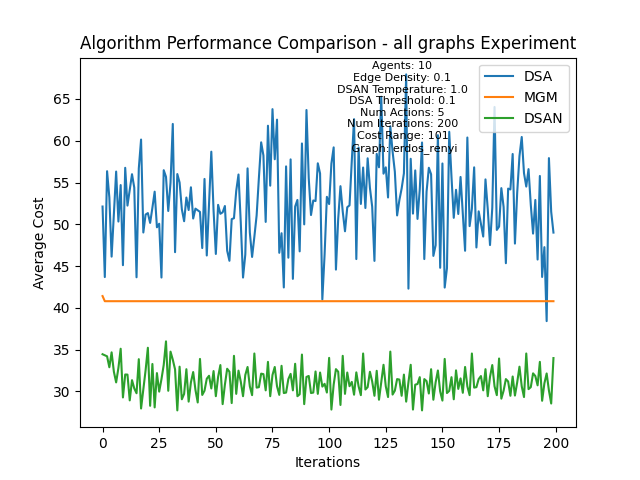 Algorithm Performance Comparison - all graphs Experiment
Agents: 10
Edge Density: 0.1
DSAN Temperature: 1.0
DSA Threshold: 0.1
Num Actions: 5
Num Iterations: 200
Cost Range: 101
Graph: erdos_renyi
DSA
MGM
DSAN
Average Cost
65
60
55
50
45
40
35
30
0 25 50 75 100 125 150 175 200
Iterations